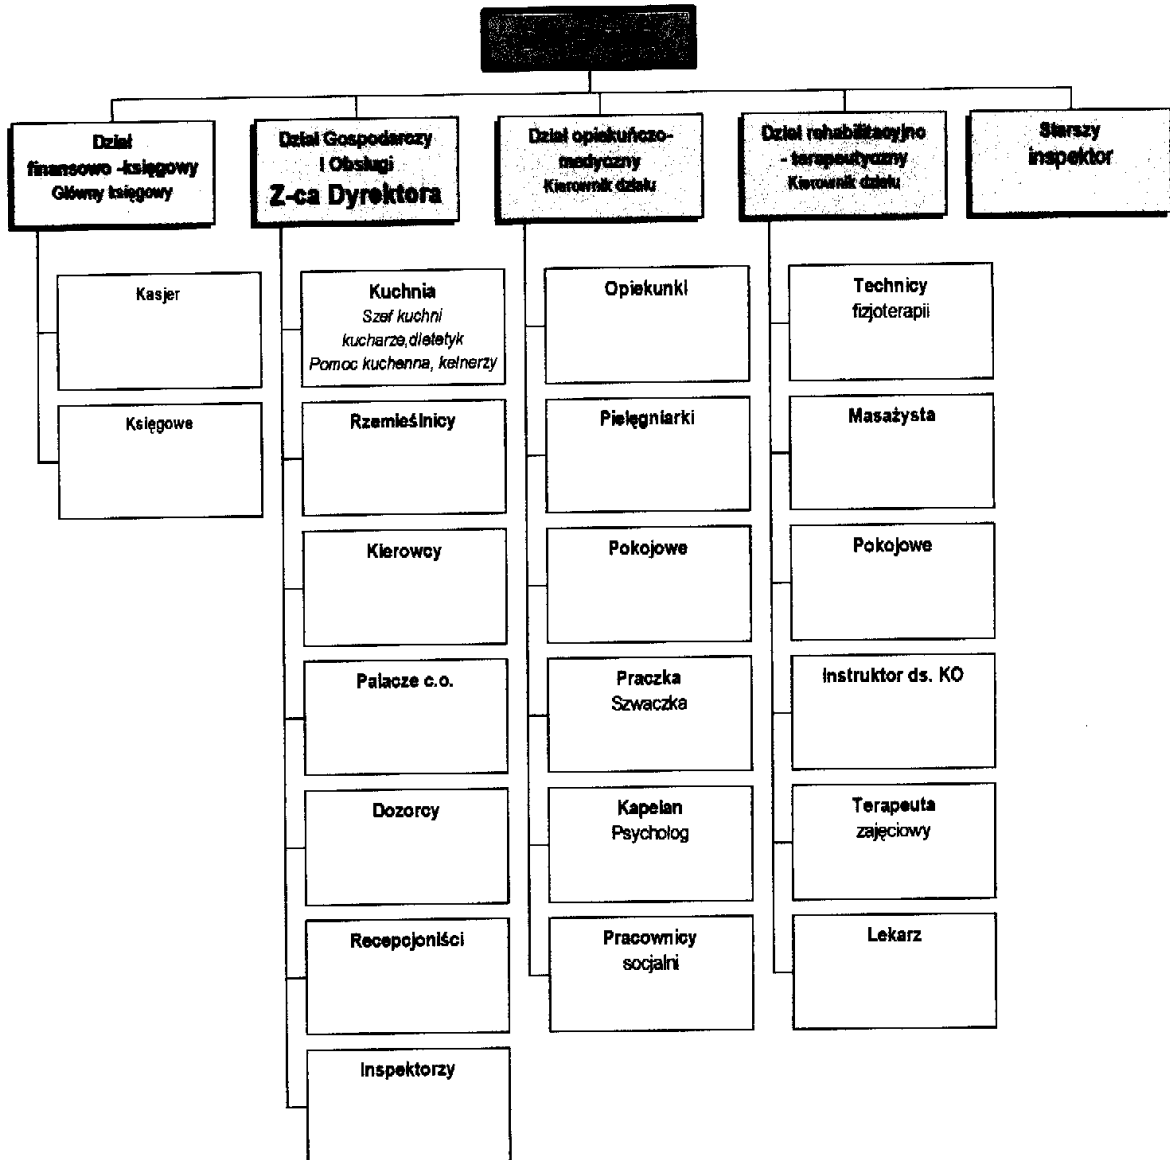 Dział
finansowo -księgowy
Główny księgowy
Dział Gospodarczy
i Obsługi
Z-ca Dyrektora
Dział opiekuńczo-
medyczny
Kierownik działu
Dział rehabilitacyjno
- terapeutyczny
Kierownik działu
Starszy
inspektor
Kasjer
Księgowe
Kuchnia
Szef kuchni
kucharze,dietetyk
Pomoc kuchenna, kelnerzy
Rzemieślnicy
Kierowcy
Palacze c.o.
Dozorcy
Recepcjoniści
Inspektorzy
Opiekunki
Pielęgniarki
Pokojowe
Praczka
Szwaczka
Kapelan
Psycholog
Pracownicy
socjalni
Technicy
fizjoterapii
Masażysta
Pokojowe
Instruktor ds. KO
Terapeuta
zajęciowy
Lekarz